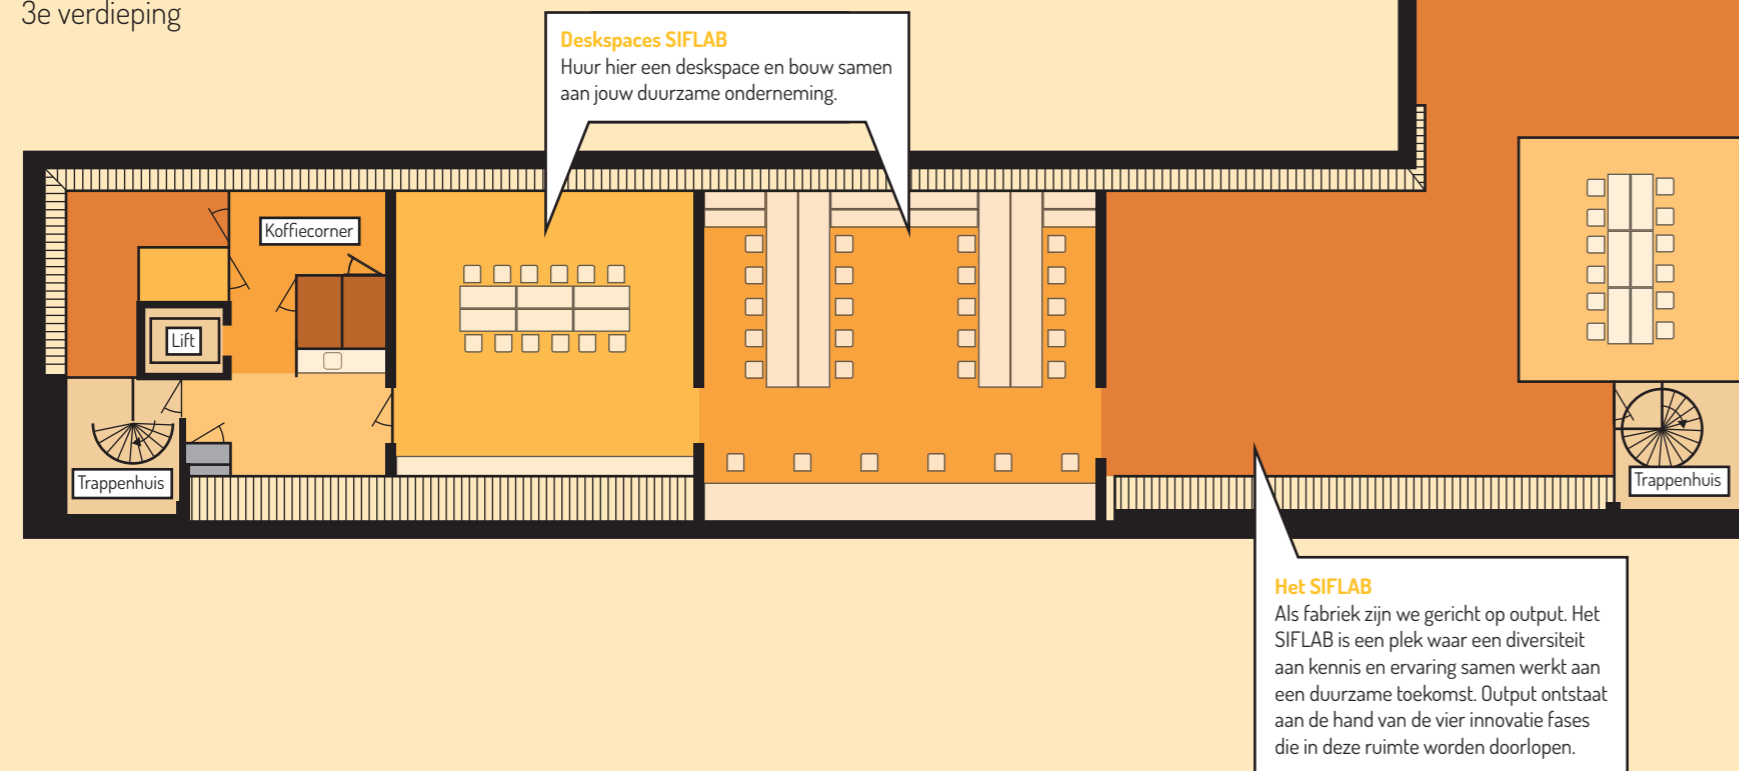 3e verdieping
Deskspaces SIFLAB
Huur hier een deskspace en bouw samen
aan jouw duurzame onderneming.
Koffiecorner
Lift
Trappenhuis
Trappenhuis
Het SIFLAB
Als fabriek zijn we gericht op output. Het
SIFLAB is een plek waar een diversiteit
aan kennis en ervaring samen werkt aan
een duurzame toekomst. Output ontstaat
aan de hand van de vier innovatie fases
die in deze ruimte worden doorlopen.